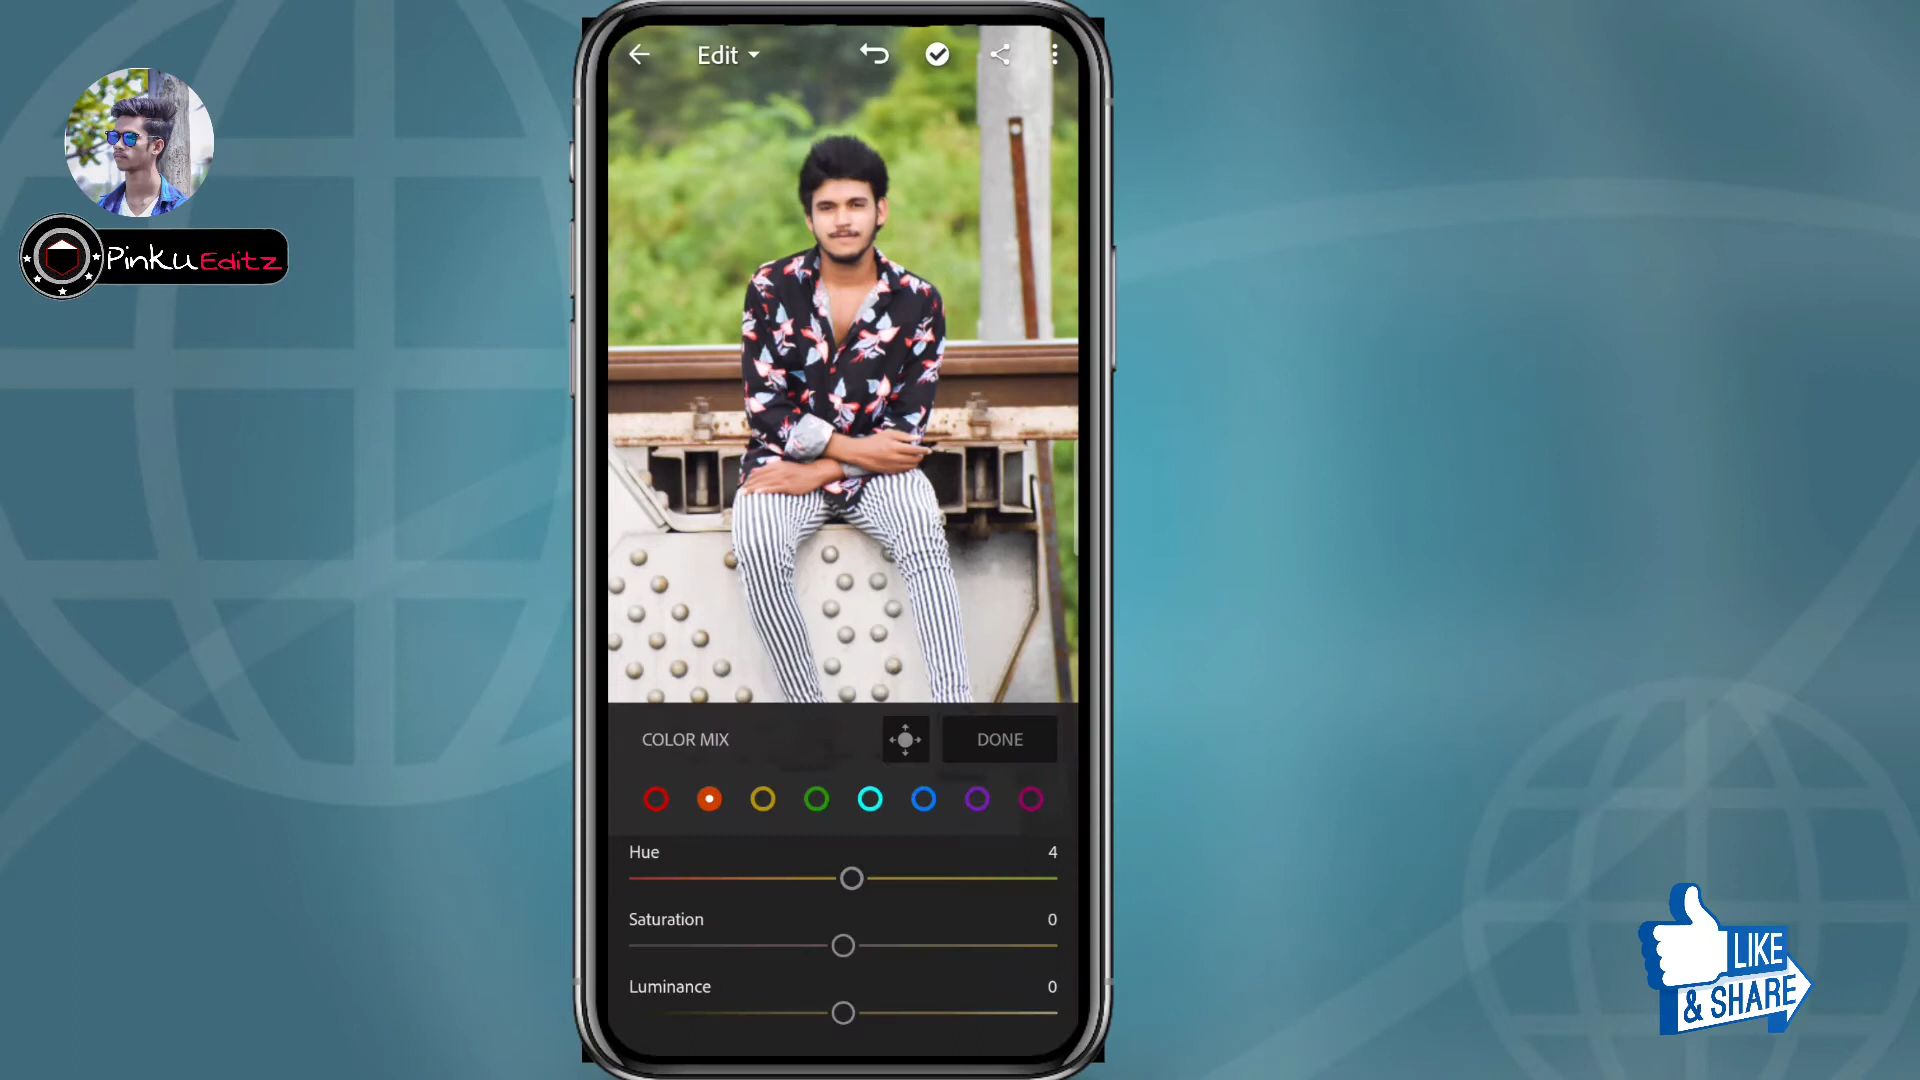 Edit
PinKUEditz
COLOR MIX
DONE
Hue 4
Saturation 0
Luminance 0
LIKE
& SHARE